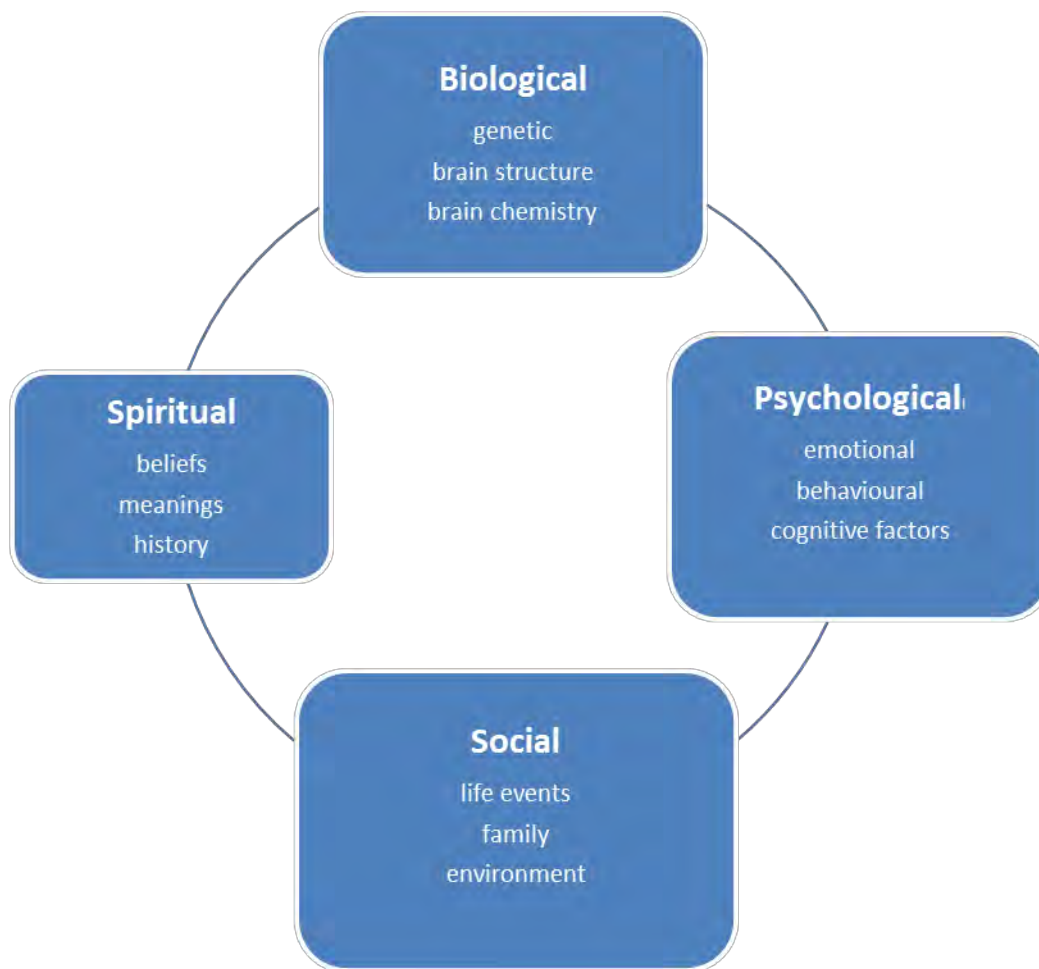 Biological
genetic
brain structure
brain chemistry
Psychological
emotional
behavioural
cognitive factors
Social
life events
family
environment
Spiritual
beliefs
meanings
history